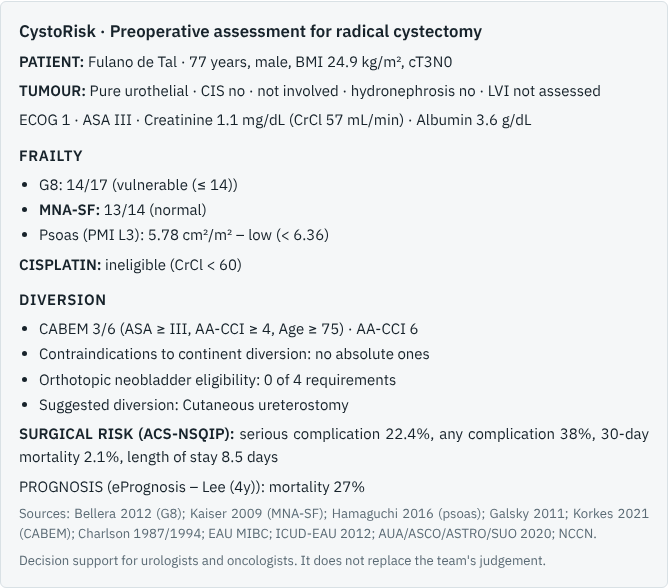 CystoRisk · Preoperative assessment for radical cystectomy
PATIENT: Fulano de Tal · 77 years, male, BMI 24.9 kg/m², cT3N0
TUMOUR: Pure urothelial · CIS no · not involved · hydronephrosis no · LVI not assessed
ECOG 1 · ASA III · Creatinine 1.1 mg/dL (CrCl 57 mL/min) · Albumin 3.6 g/dL
FRAILTY
• G8: 14/17 (vulnerable (≤ 14))
• MNA-SF: 13/14 (normal)
• Psoas (PMI L3): 5.78 cm²/m² – low (< 6.36)
CISPLATIN: ineligible (CrCl < 60)
DIVERSION
• CABEM 3/6 (ASA ≥ III, AA-CCI ≥ 4, Age ≥ 75) · AA-CCI 6
• Contraindications to continent diversion: no absolute ones
• Orthotopic neobladder eligibility: 0 of 4 requirements
• Suggested diversion: Cutaneous ureterostomy
SURGICAL RISK (ACS-NSQIP): serious complication 22.4%, any complication 38%, 30-day
mortality 2.1%, length of stay 8.5 days
PROGNOSIS (ePrognosis – Lee (4y)): mortality 27%
Sources: Bellera 2012 (G8); Kaiser 2009 (MNA-SF); Hamaguchi 2016 (psoas); Galsky 2011; Korkes 2021
(CABEM); Charlson 1987/1994; EAU MIBC; ICUD-EAU 2012; AUA/ASCO/ASTRO/SUO 2020; NCCN.
Decision support for urologists and oncologists. It does not replace the team's judgement.